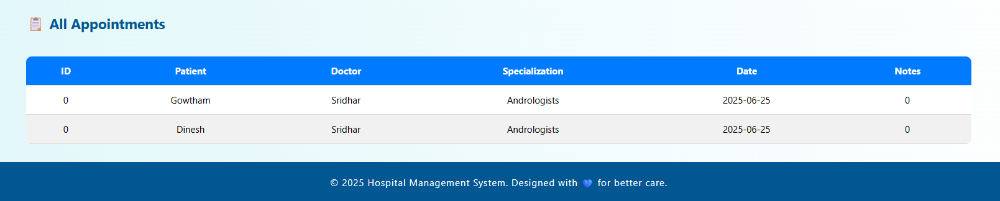 All Appointments
ID Patient Doctor Specialization Date Notes
0 Gowtham Sridhar Andrologists 2025-06-25 0
0 Dinesh Sridhar Andrologists 2025-06-25 0
© 2025 Hospital Management System. Designed with 💙 for better care.